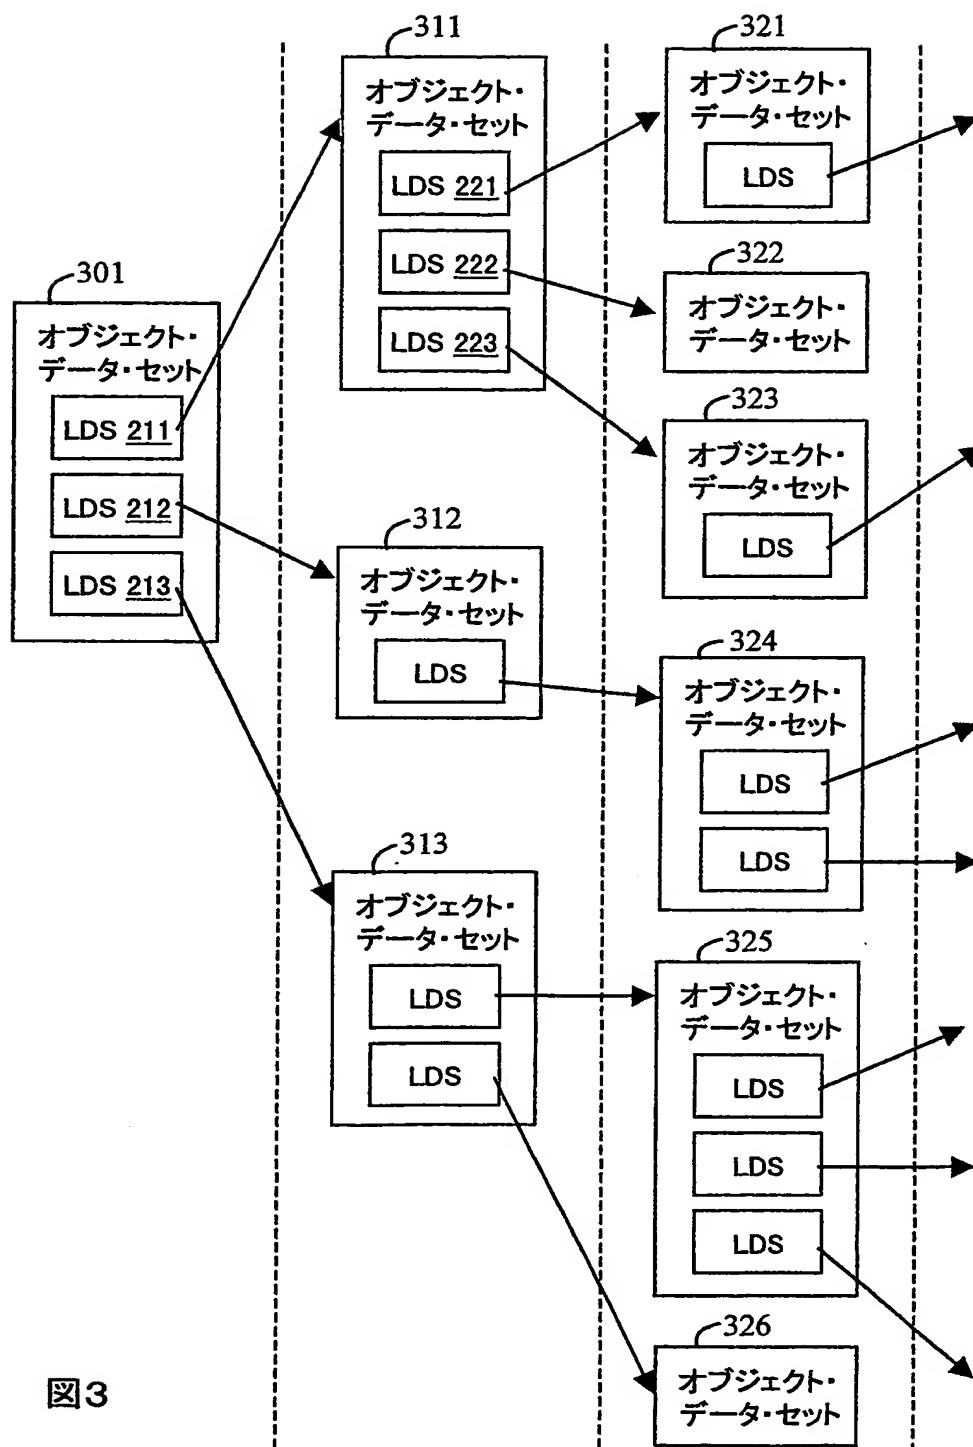 301
オブジェクト・
データ・セット
LDS 211
LDS 212
LDS 213
311
オブジェクト・
データ・セット
LDS 221
LDS 222
LDS 223
312
オブジェクト・
データ・セット
LDS
313
オブジェクト・
データ・セット
LDS
LDS
321
オブジェクト・
データ・セット
LDS
322
オブジェクト・
データ・セット
323
オブジェクト・
データ・セット
LDS
324
オブジェクト・
データ・セット
LDS
LDS
325
オブジェクト・
データ・セット
LDS
LDS
LDS
326
オブジェクト・
データ・セット
図3